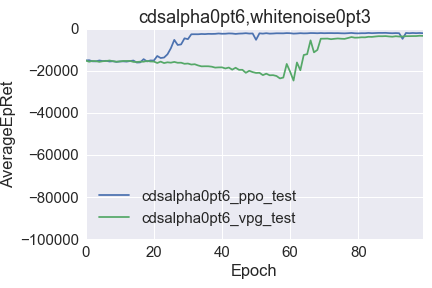 cdsalpha0pt6,whitenoise0pt3
AverageEpRet
0
−20000
−40000
−60000
−80000
−100000
cdsalpha0pt6_ppo_test
cdsalpha0pt6_vpg_test
0 20 40 60 80
Epoch